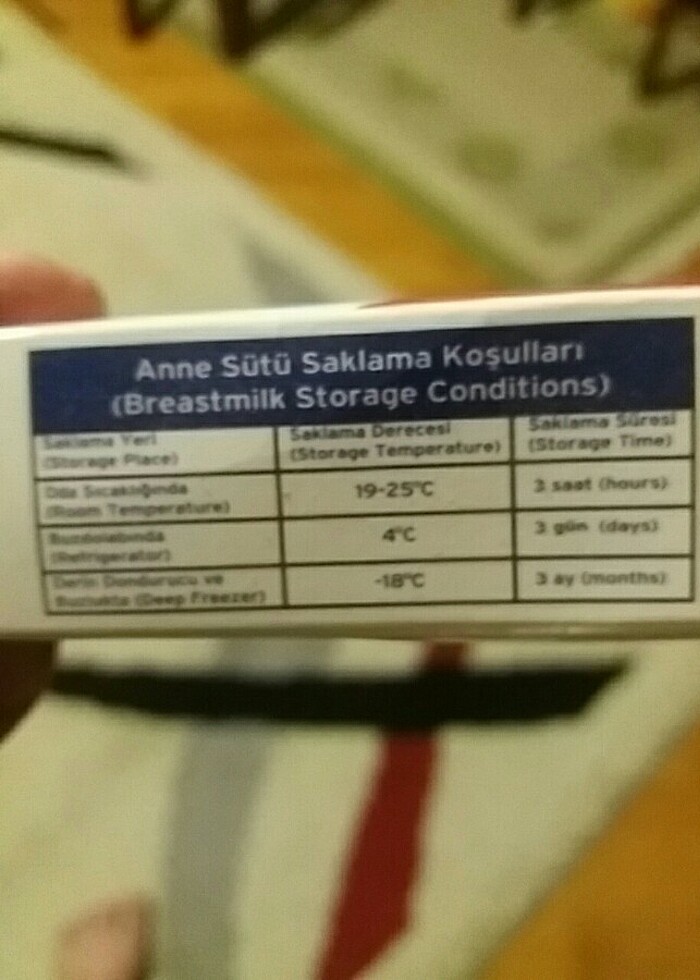 Anne Sütü Saklama Koşulları
(Breastmilk Storage Conditions)
Saklama Yeri
(Storage Place)
Saklama Derecesi
(Storage Temperature)
Saklama Süresi
(Storage Time)
Oda Sıcaklığında
(Room Temperature)
19-25°C
3 saat (hours)
Buzdolabında
(Refrigerator)
4°C
3 gün (days)
Derin Dondurucu ve
Buzlukta (Deep Freezer)
-18°C
3 ay (months)